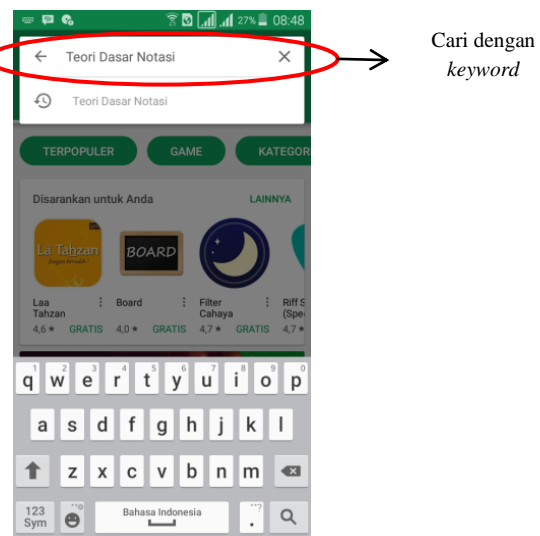 27% 08:48
Teori Dasar Notasi
Teori Dasar Notasi
Cari dengan
keyword
TERPOPULER GAME KATEGOR
Disarankan untuk Anda LAINNYA
La Tahzan
BOARD
Laa Tahzan
4,6 ★ GRATIS
Board
4,0 ★ GRATIS
Filter Cahaya
4,7 ★ GRATIS
Riff S
(Spe
4,7 ★
1 2 3 4 5 6 7 8 9 0
q w e r t y u i o p
a s d f g h j k l
z x c v b n m
123
Sym
Bahasa Indonesia
.